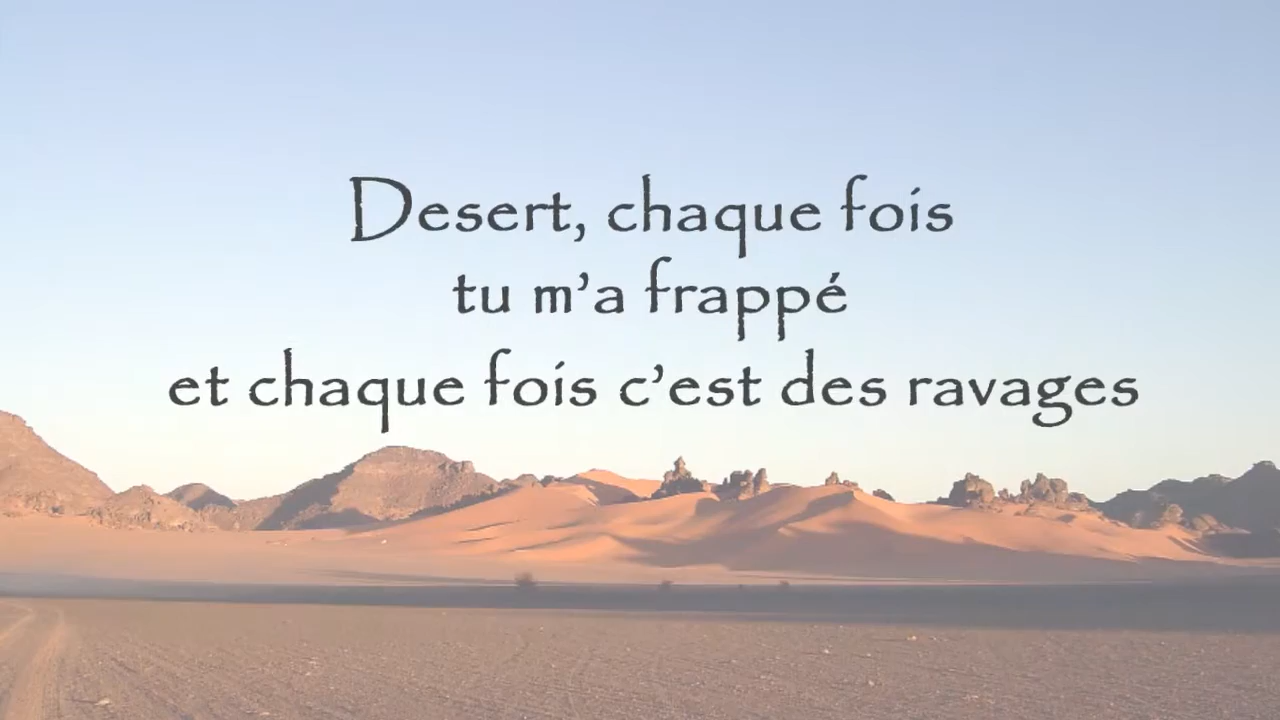 Desert, chaque fois
tu m’a frappé
et chaque fois c’est des ravages